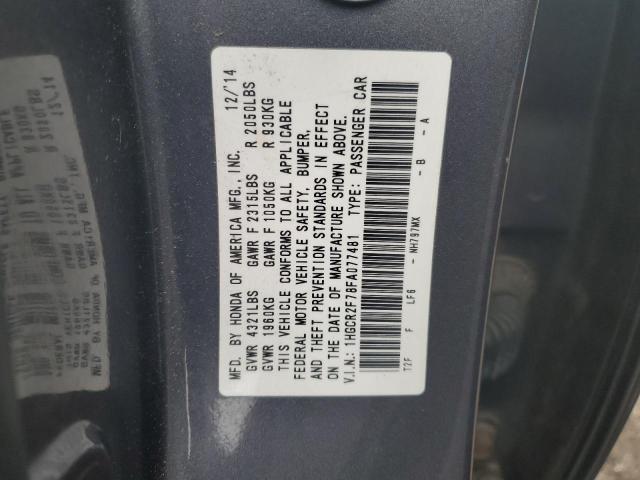 MFD. BY HONDA OF AMERICA MFG., INC. 12/14
GVWR 4321LBS GAWR F 2315LBS R 2050LBS
GVWR 1960KG GAWR F 1050KG R 930KG
THIS VEHICLE CONFORMS TO ALL APPLICABLE
FEDERAL MOTOR VEHICLE SAFETY, BUMPER,
AND THEFT PREVENTION STANDARDS IN EFFECT
ON THE DATE OF MANUFACTURE SHOWN ABOVE.
V.I.N.: 1HGCR2F78FA077481 TYPE: PASSENGER CAR
T2F F LF6 - NH797MX - B - A